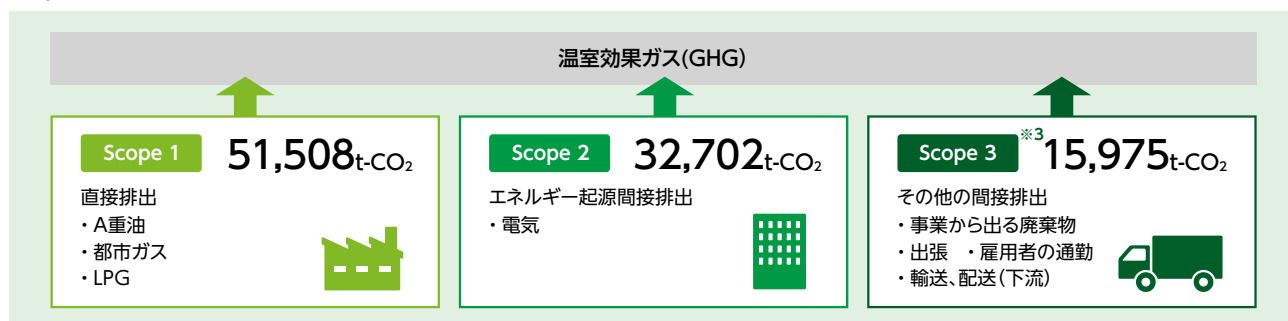 温室効果ガス(GHG)
Scope 1 51,508t-CO₂
直接排出
・A重油
・都市ガス
・LPG
Scope 2 32,702t-CO₂
エネルギー起源間接排出
・電気
Scope 3 ※3 15,975t-CO₂
その他の間接排出
・事業から出る廃棄物
・出張 ・雇用者の通勤
・輸送、配送(下流)